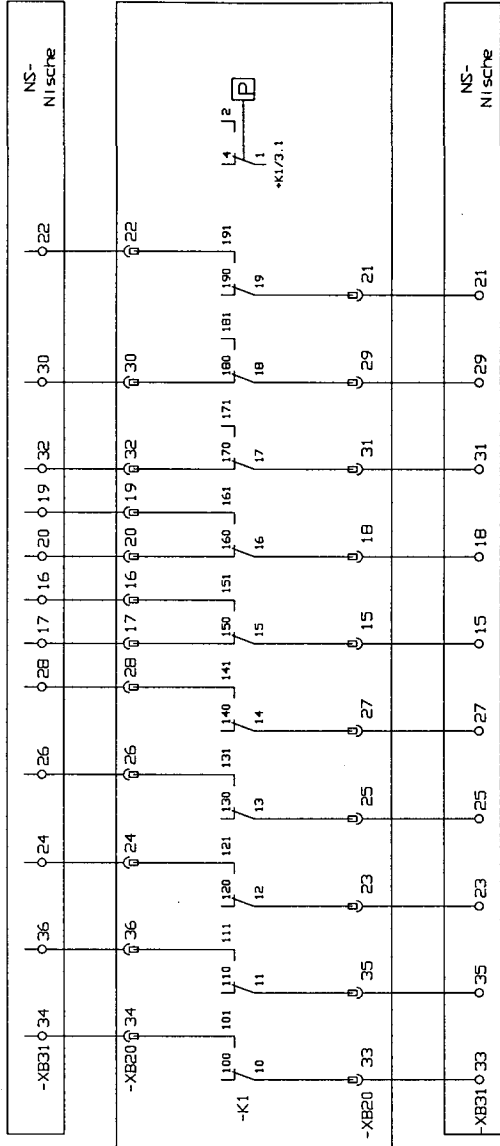 NS-
Nische
-XB31 34 36 24 26 28 17 16 20 19 32 30 22
-XB20 34 36 24 26 28 17 16 20 19 32 30 22
100 101 110 111 120 121 130 131 140 141 150 151 160 161 170 171 180 181 190 191 4 2 P
-K1 10 11 12 13 14 15 16 17 18 19 1
+K1/3.1
-XB20 33 35 23 25 27 15 18 31 29 21
NS-
Nische
-XB31 33 35 23 25 27 15 18 31 29 21